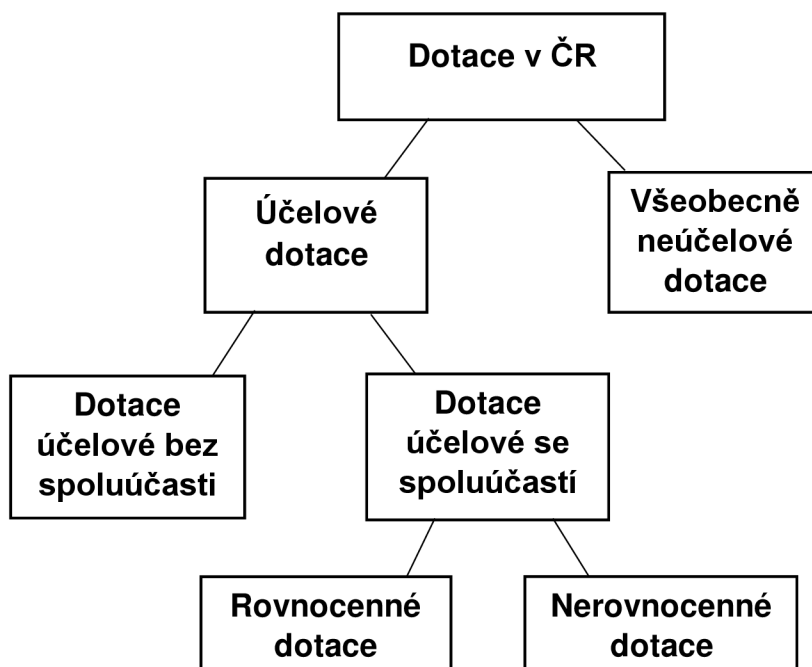 Dotace v ČR
Účelové
dotace
Všeobecně
neúčelové
dotace
Dotace
účelové bez
spoluúčasti
Dotace
účelové se
spoluúčastí
Rovnocenné
dotace
Nerovnocenné
dotace